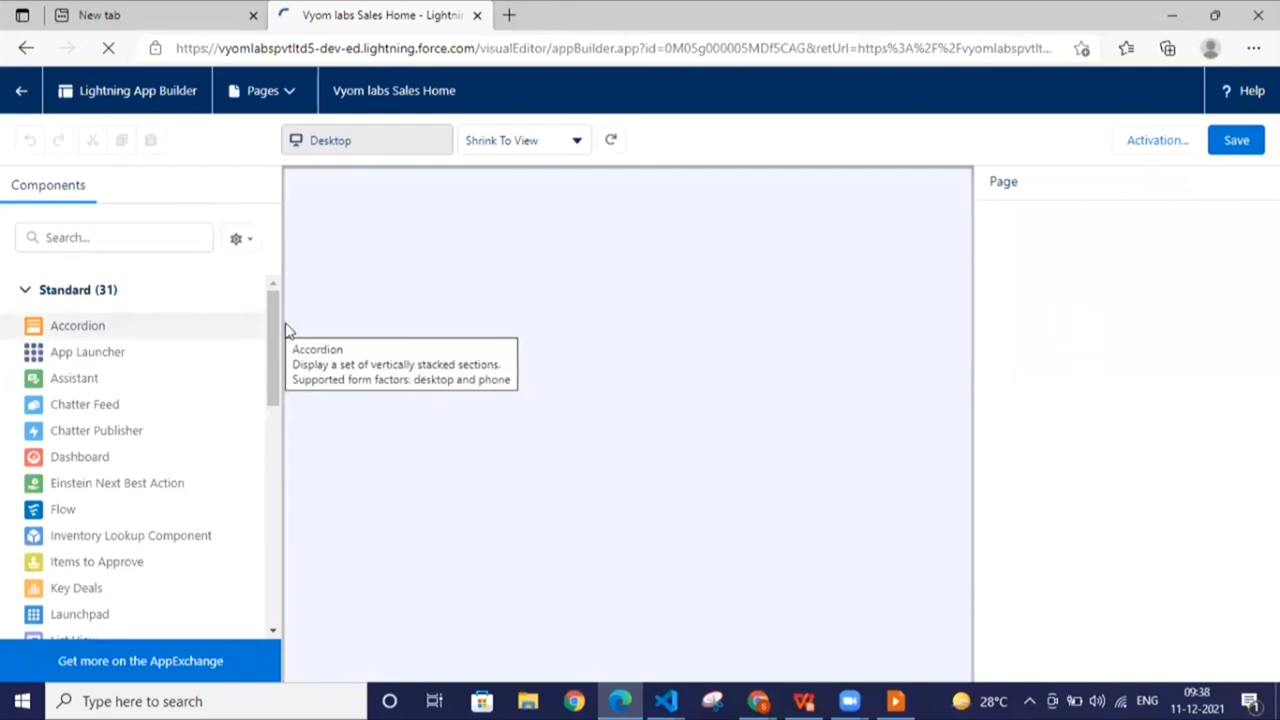 New tab
Vyom labs Sales Home - Lightnin
https://vyomlabspvtltd5-dev-ed.lightning.force.com/visualEditor/appBuilder.app?id=0M05g000005MDf5CAG&retUrl=https%3A%2F%2Fvyomlabspvtlt...
Lightning App Builder
Pages
Vyom labs Sales Home
? Help
Desktop
Shrink To View
Activation...
Save
Components
Page
Search...
Standard (31)
Accordion
Accordion
Display a set of vertically stacked sections.
Supported form factors: desktop and phone
App Launcher
Assistant
Chatter Feed
Chatter Publisher
Dashboard
Einstein Next Best Action
Flow
Inventory Lookup Component
Items to Approve
Key Deals
Launchpad
List View
Get more on the AppExchange
Type here to search
28°C
ENG
09:38
11-12-2021
1